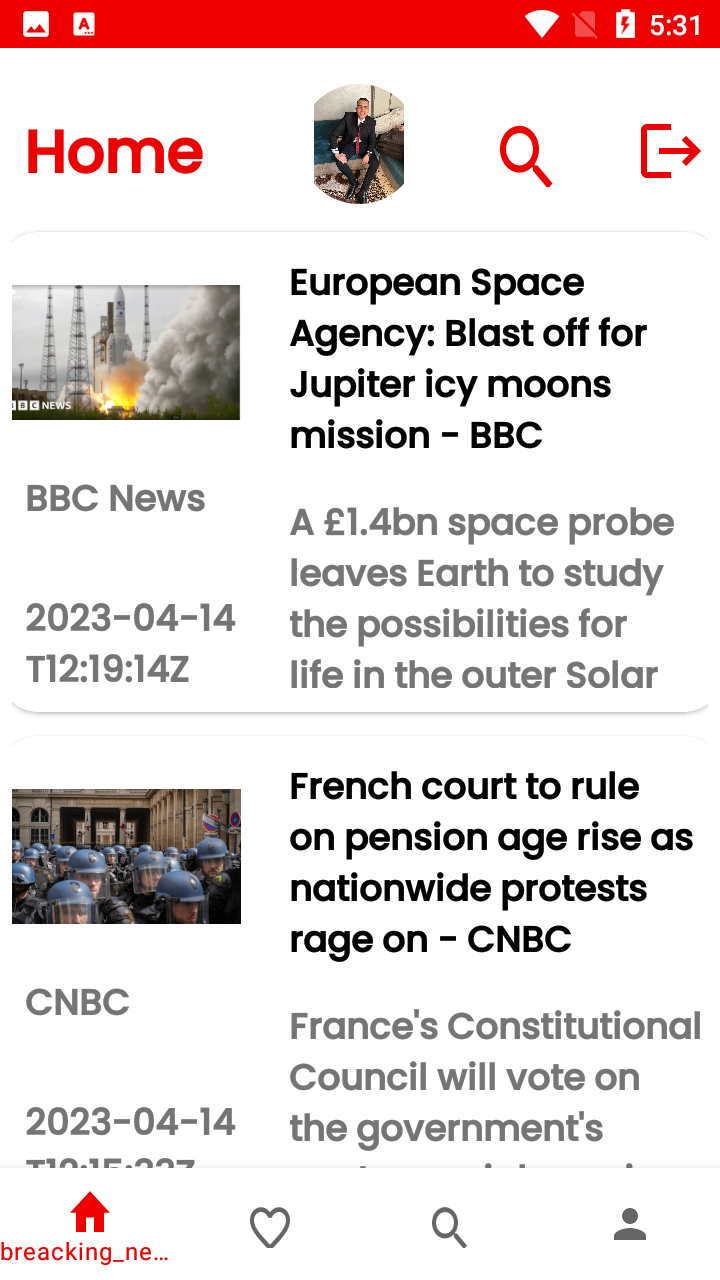 5:31
Home
European Space
Agency: Blast off for
Jupiter icy moons
mission - BBC
BBC NEWS
BBC News
A £1.4bn space probe
leaves Earth to study
the possibilities for
life in the outer Solar
2023-04-14
T12:19:14Z
French court to rule
on pension age rise as
nationwide protests
rage on - CNBC
CNBC
France's Constitutional
Council will vote on
the government's
2023-04-14
breacking_ne...